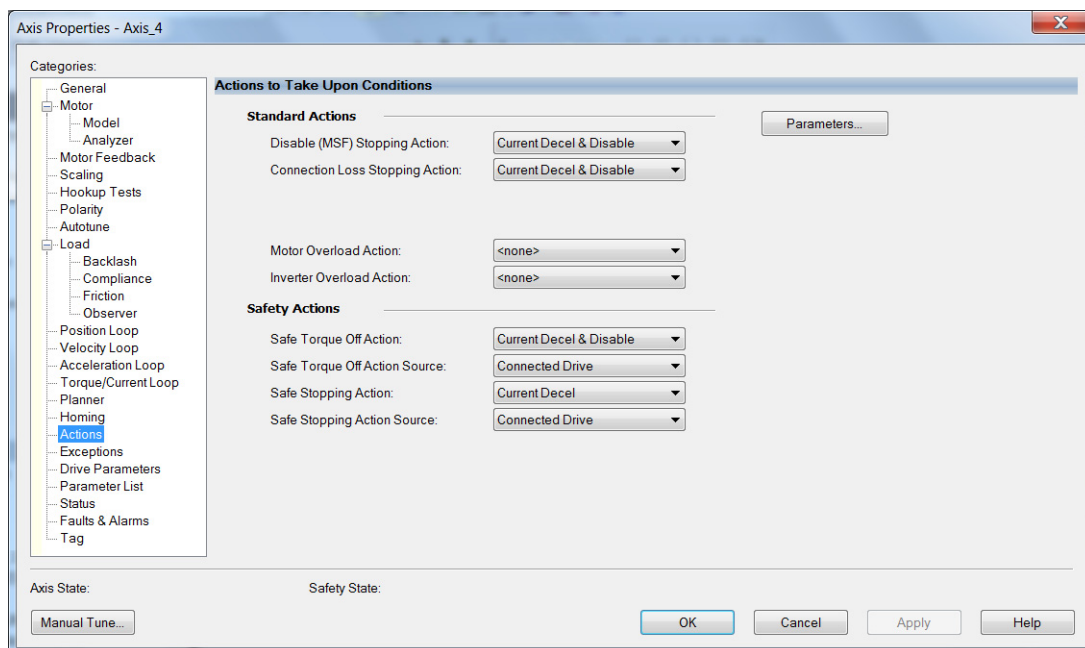 Axis Properties - Axis_4
Categories:
General
Motor
Model
Analyzer
Motor Feedback
Scaling
Hookup Tests
Polarity
Autotune
Load
Backlash
Compliance
Friction
Observer
Position Loop
Velocity Loop
Acceleration Loop
Torque/Current Loop
Planner
Homing
Actions
Exceptions
Drive Parameters
Parameter List
Status
Faults & Alarms
Tag
Actions to Take Upon Conditions
Standard Actions
Parameters...
Disable (MSF) Stopping Action: Current Decel & Disable
Connection Loss Stopping Action: Current Decel & Disable
Motor Overload Action: <none>
Inverter Overload Action: <none>
Safety Actions
Safe Torque Off Action: Current Decel & Disable
Safe Torque Off Action Source: Connected Drive
Safe Stopping Action: Current Decel
Safe Stopping Action Source: Connected Drive
Axis State: Safety State:
Manual Tune... OK Cancel Apply Help